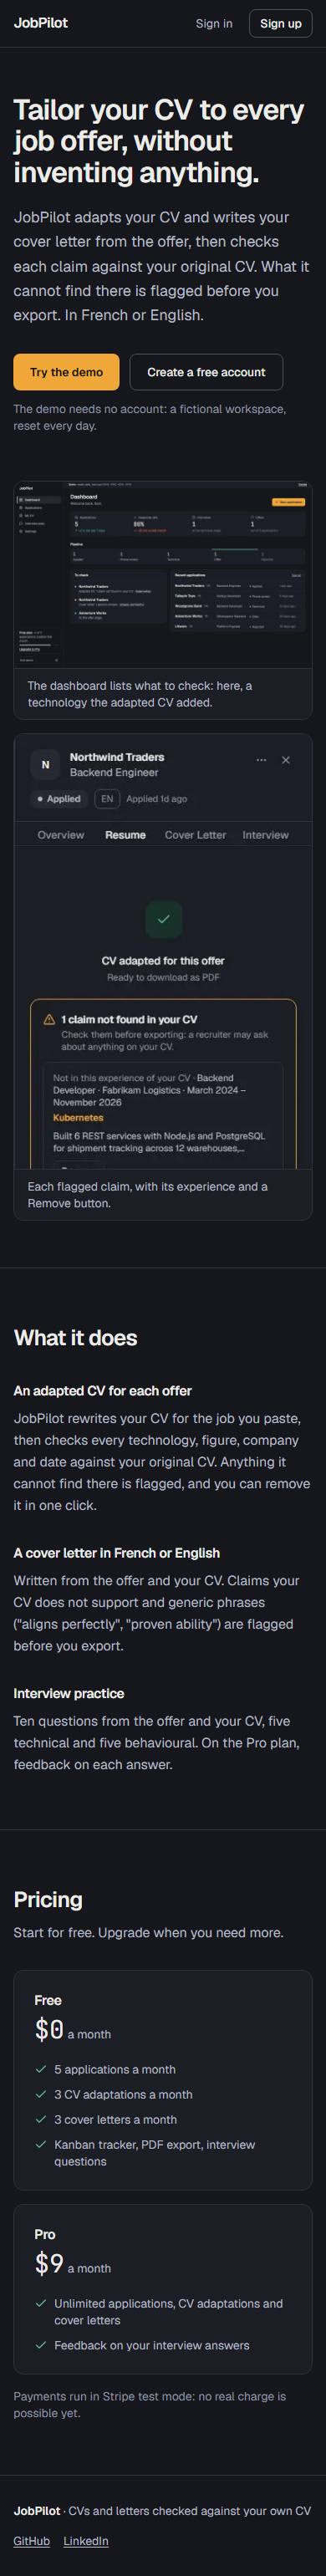 JobPilot
Sign in
Sign up
Tailor your CV to every
job offer, without
inventing anything.
JobPilot adapts your CV and writes your
cover letter from the offer, then checks
each claim against your original CV. What it
cannot find there is flagged before you
export. In French or English.
Try the demo
Create a free account
The demo needs no account: a fictional workspace,
reset every day.
JobPilot
Dashboard
Dashboard
5
80%
1
1
Pipeline
To check
Recent applications
The dashboard lists what to check: here, a
technology the adapted CV added.
N
Northwind Traders
Backend Engineer
Applied
EN
Applied 1d ago
Overview
Resume
Cover Letter
Interview
CV adapted for this offer
Ready to download as PDF
1 claim not found in your CV
Check them before exporting: a recruiter may ask
about anything on your CV.
Not in this experience of your CV · Backend
Developer · Fabrikam Logistics · March 2024 –
November 2026
Kubernetes
Built 6 REST services with Node.js and PostgreSQL
for shipment tracking across 12 warehouses,...
Each flagged claim, with its experience and a
Remove button.
What it does
An adapted CV for each offer
JobPilot rewrites your CV for the job you paste,
then checks every technology, figure, company
and date against your original CV. Anything it
cannot find there is flagged, and you can remove
it in one click.
A cover letter in French or English
Written from the offer and your CV. Claims your
CV does not support and generic phrases
("aligns perfectly", "proven ability") are flagged
before you export.
Interview practice
Ten questions from the offer and your CV, five
technical and five behavioural. On the Pro plan,
feedback on each answer.
Pricing
Start for free. Upgrade when you need more.
Free
$0 a month
5 applications a month
3 CV adaptations a month
3 cover letters a month
Kanban tracker, PDF export, interview
questions
Pro
$9 a month
Unlimited applications, CV adaptations and
cover letters
Feedback on your interview answers
Payments run in Stripe test mode: no real charge is
possible yet.
JobPilot · CVs and letters checked against your own CV
GitHub
LinkedIn